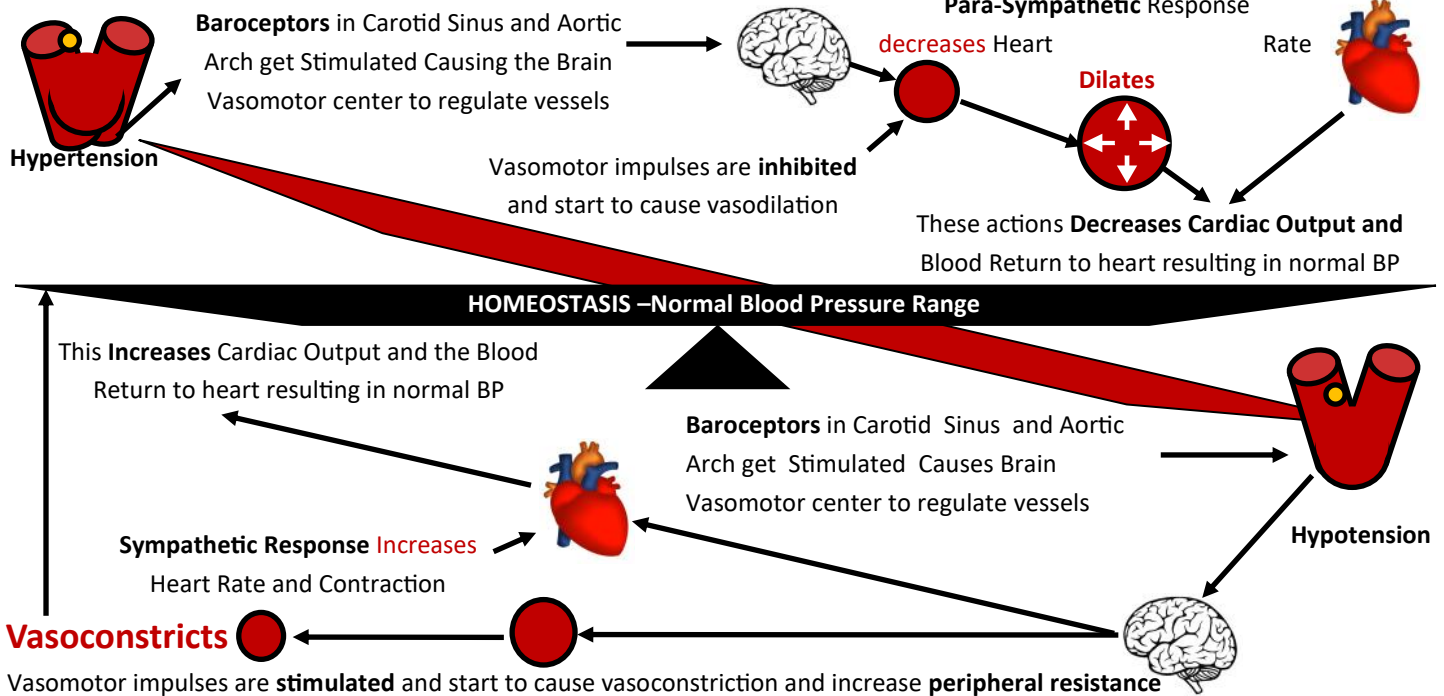 Para-Sympathetic Response
decreases Heart Rate
Baroceptors in Carotid Sinus and Aortic
Arch get Stimulated Causing the Brain
Vasomotor center to regulate vessels
Dilates
Hypertension
Vasomotor impulses are inhibited
and start to cause vasodilation
These actions Decreases Cardiac Output and
Blood Return to heart resulting in normal BP
HOMEOSTASIS –Normal Blood Pressure Range
This Increases Cardiac Output and the Blood
Return to heart resulting in normal BP
Baroceptors in Carotid Sinus and Aortic
Arch get Stimulated Causes Brain
Vasomotor center to regulate vessels
Hypotension
Sympathetic Response Increases
Heart Rate and Contraction
Vasoconstricts
Vasomotor impulses are stimulated and start to cause vasoconstriction and increase peripheral resistance